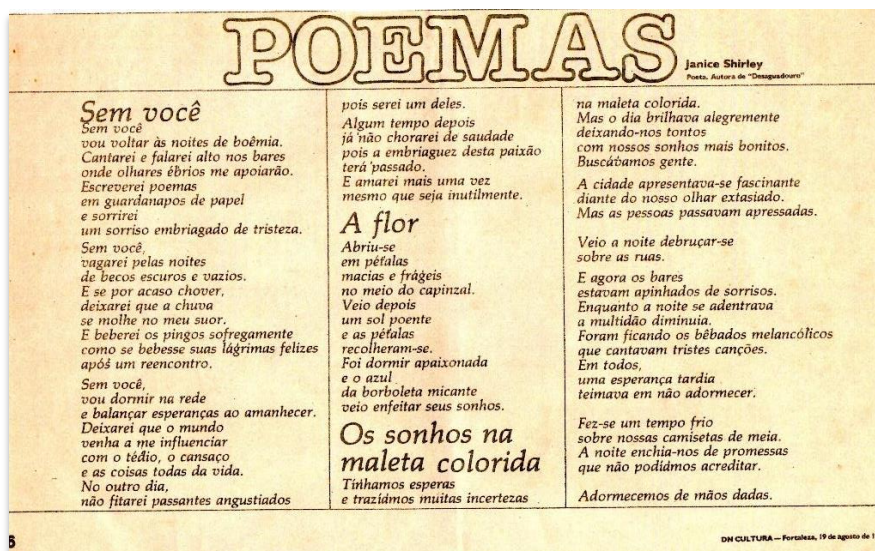 POEMAS
Janice Shirley
Poeta, Autora de "Desaguadouro"
Sem você
Sem você
vou voltar às noites de boêmia.
Cantarei e falarei alto nos bares
onde olhares ébrios me apoiarão.
Escreverei poemas
em guardanapos de papel
e sorrirei
um sorriso embriagado de tristeza.
Sem você,
vagarei pelas noites
de becos escuros e vazios.
E se por acaso chover,
deixarei que a chuva
se molhe no meu suor.
E beberei os pingos sofregamente
como se bebesse suas lágrimas felizes
após um reencontro.
Sem você,
vou dormir na rede
e balançar esperanças ao amanhecer.
Deixarei que o mundo
venha a me influenciar
com o tédio, o cansaço
e as coisas todas da vida.
No outro dia,
não fitarei passantes angustiados
pois serei um deles.
Algum tempo depois
já não chorarei de saudade
pois a embriaguez desta paixão
terá passado.
E amarei mais uma vez
mesmo que seja inutilmente.
A flor
Abriu-se
em pétalas
macias e frágeis
no meio do capinzal.
Veio depois
um sol poente
e as pétalas
recolheram-se.
Foi dormir apaixonada
e o azul
da borboleta micante
veio enfeitar seus sonhos.
Os sonhos na
maleta colorida
Tínhamos esperas
e trazíamos muitas incertezas
na maleta colorida.
Mas o dia brilhava alegremente
deixando-nos tontos
com nossos sonhos mais bonitos.
Buscávamos gente.
A cidade apresentava-se fascinante
diante do nosso olhar extasiado.
Mas as pessoas passavam apressadas.
Veio a noite debruçar-se
sobre as ruas.
E agora os bares
estavam apinhados de sorrisos.
Enquanto a noite se adentrava
a multidão diminuia.
Foram ficando os bêbados melancólicos
que cantavam tristes canções.
Em todos,
uma esperança tardia
teimava em não adormecer.
Fez-se um tempo frio
sobre nossas camisetas de meia.
A noite enchia-nos de promessas
que não podíamos acreditar.
Adormecemos de mãos dadas.
6
DN CULTURA — Fortaleza, 19 de agosto de 1